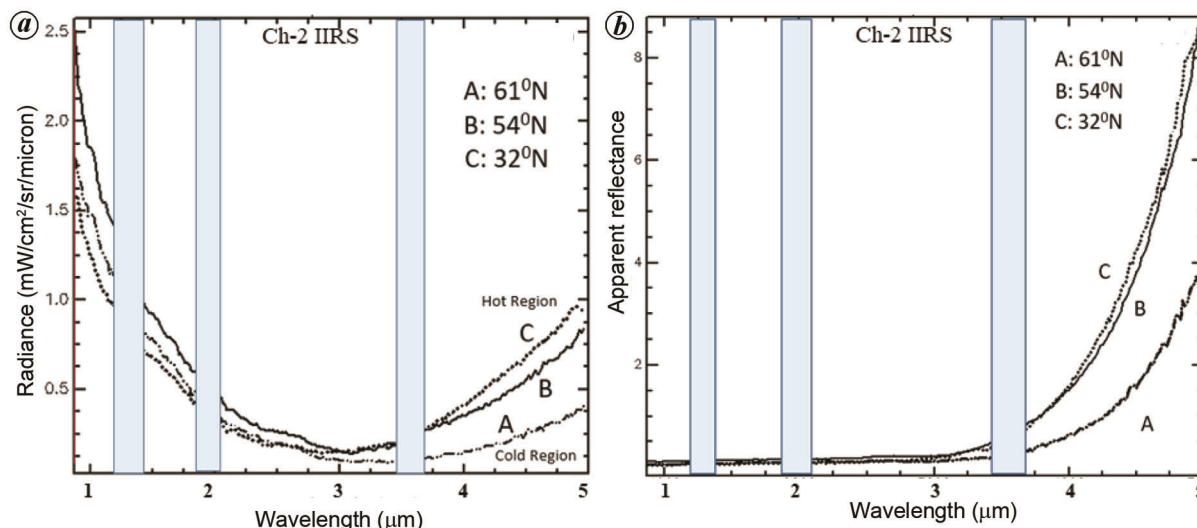 a
Ch-2 IIRS
A: 61⁰N
B: 54⁰N
C: 32⁰N
2.5
2.0
1.5
1.0
0.5
Radiance (mW/cm²/sr/micron)
Hot Region
C
B
A
Cold Region
1
2
3
4
5
Wavelength (μm)
b
Ch-2 IIRS
A: 61⁰N
B: 54⁰N
C: 32⁰N
8
6
4
2
Apparent reflectance
C
B
A
1
2
3
4
5
Wavelength (μm)